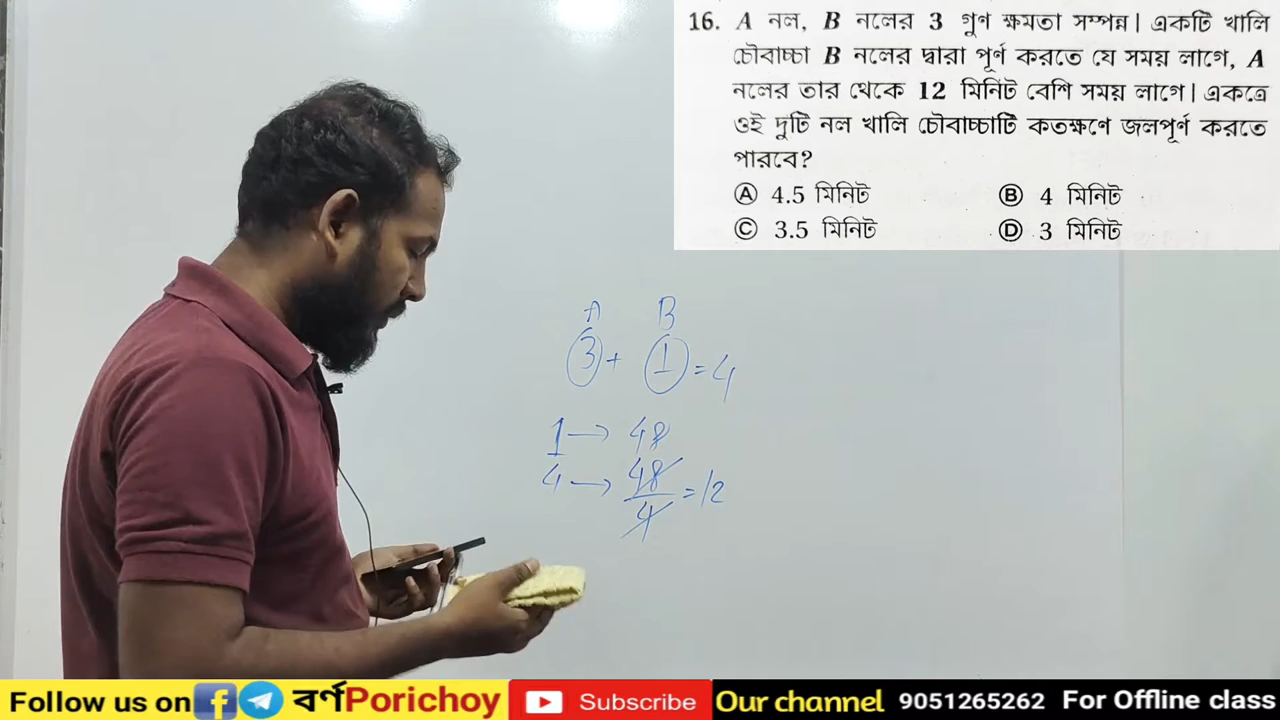 16. A নল, B নলের 3 গুণ ক্ষমতা সম্পন্ন। একটি খালি
চৌবাচ্চা B নলের দ্বারা পূর্ণ করতে যে সময় লাগে, A
নলের তার থেকে 12 মিনিট বেশি সময় লাগে। একত্রে
ওই দুটি নল খালি চৌবাচ্চাটি কতক্ষণে জলপূর্ণ করতে
পারবে?
Ⓐ 4.5 মিনিট Ⓑ 4 মিনিট
Ⓒ 3.5 মিনিট Ⓓ 3 মিনিট
A B
3 + 1 = 4
1 → 48
4 → 48/4 = 12
Follow us on বর্ণPorichoy Subscribe Our channel 9051265262 For Offline class